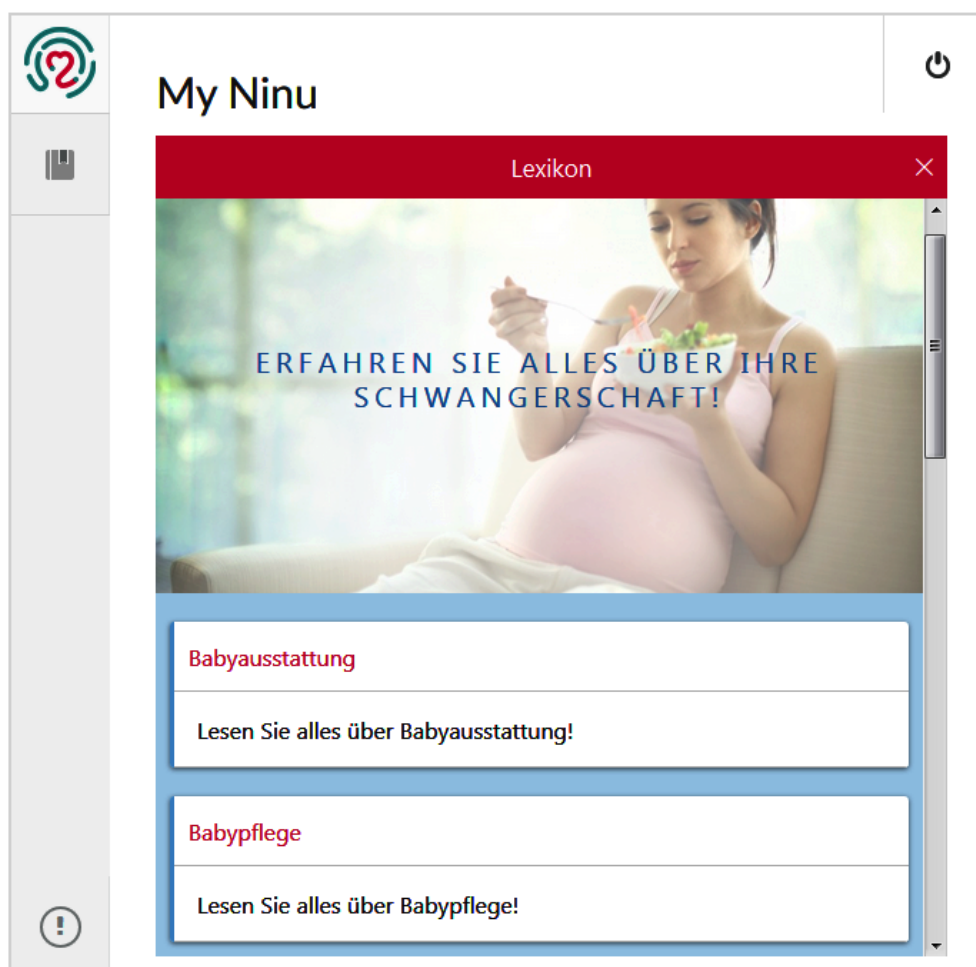 My Ninu
Lexikon
ERFAHREN SIE ALLES ÜBER IHRE
SCHWANGERSCHAFT!
Babyausstattung
Lesen Sie alles über Babyausstattung!
Babypflege
Lesen Sie alles über Babypflege!